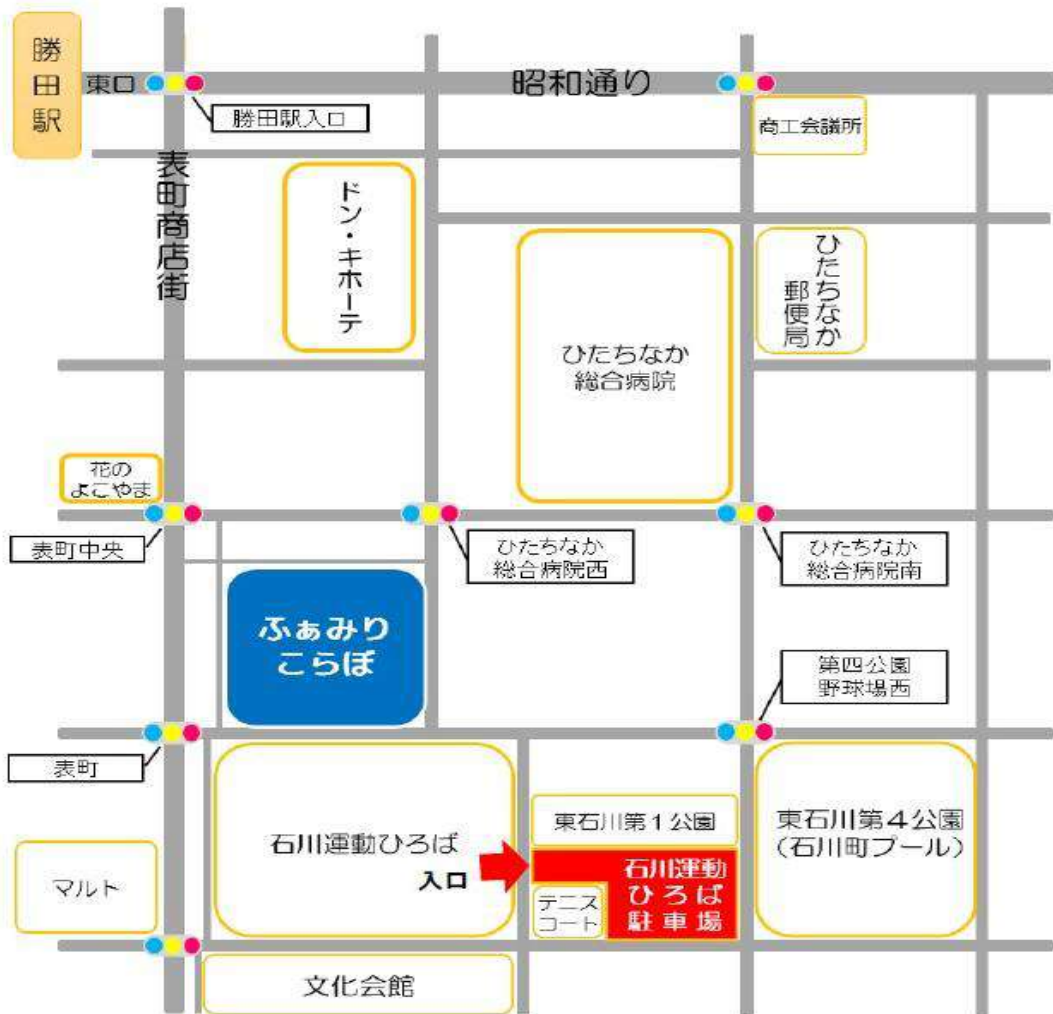 勝田駅
東口
昭和通り
勝田駅入口
商工会議所
表町商店街
ドン・キホーテ
ひたちなか
総合病院
ひたちなか
郵便局
花の
よこやま
表町中央
ひたちなか
総合病院西
ひたちなか
総合病院南
ふぁみり
こらぼ
第四公園
野球場西
表町
石川運動ひろば
入口
東石川第1公園
石川運動
ひろば
駐車場
テニス
コート
東石川第4公園
(石川町プール)
マルト
文化会館